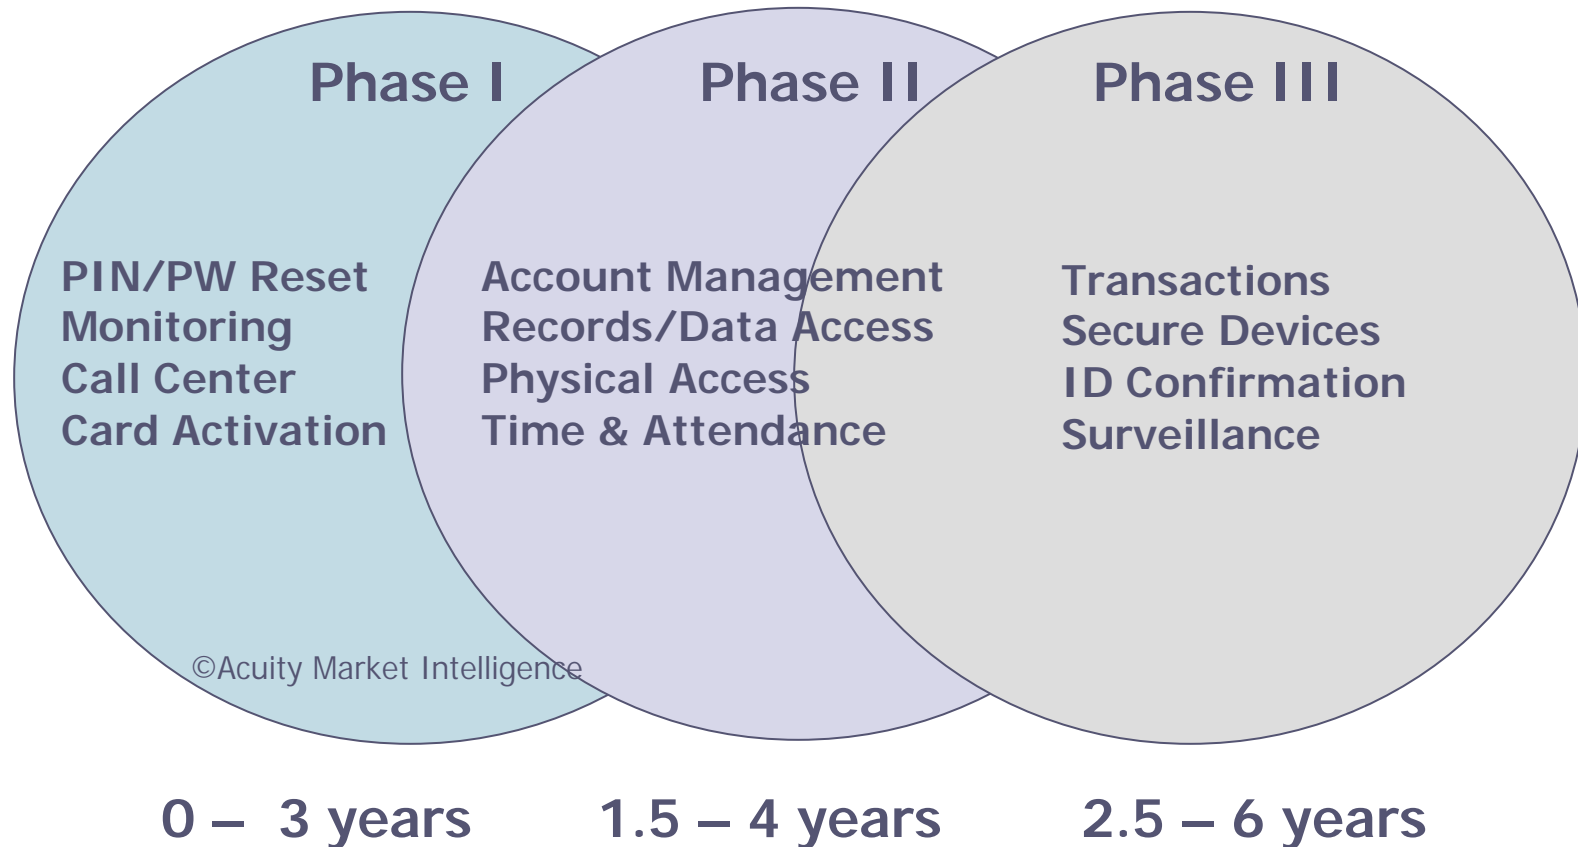 Phase I
Phase II
Phase III
PIN/PW Reset
Monitoring
Call Center
Card Activation
Account Management
Records/Data Access
Physical Access
Time & Attendance
Transactions
Secure Devices
ID Confirmation
Surveillance
©Acuity Market Intelligence
0 – 3 years
1.5 – 4 years
2.5 – 6 years